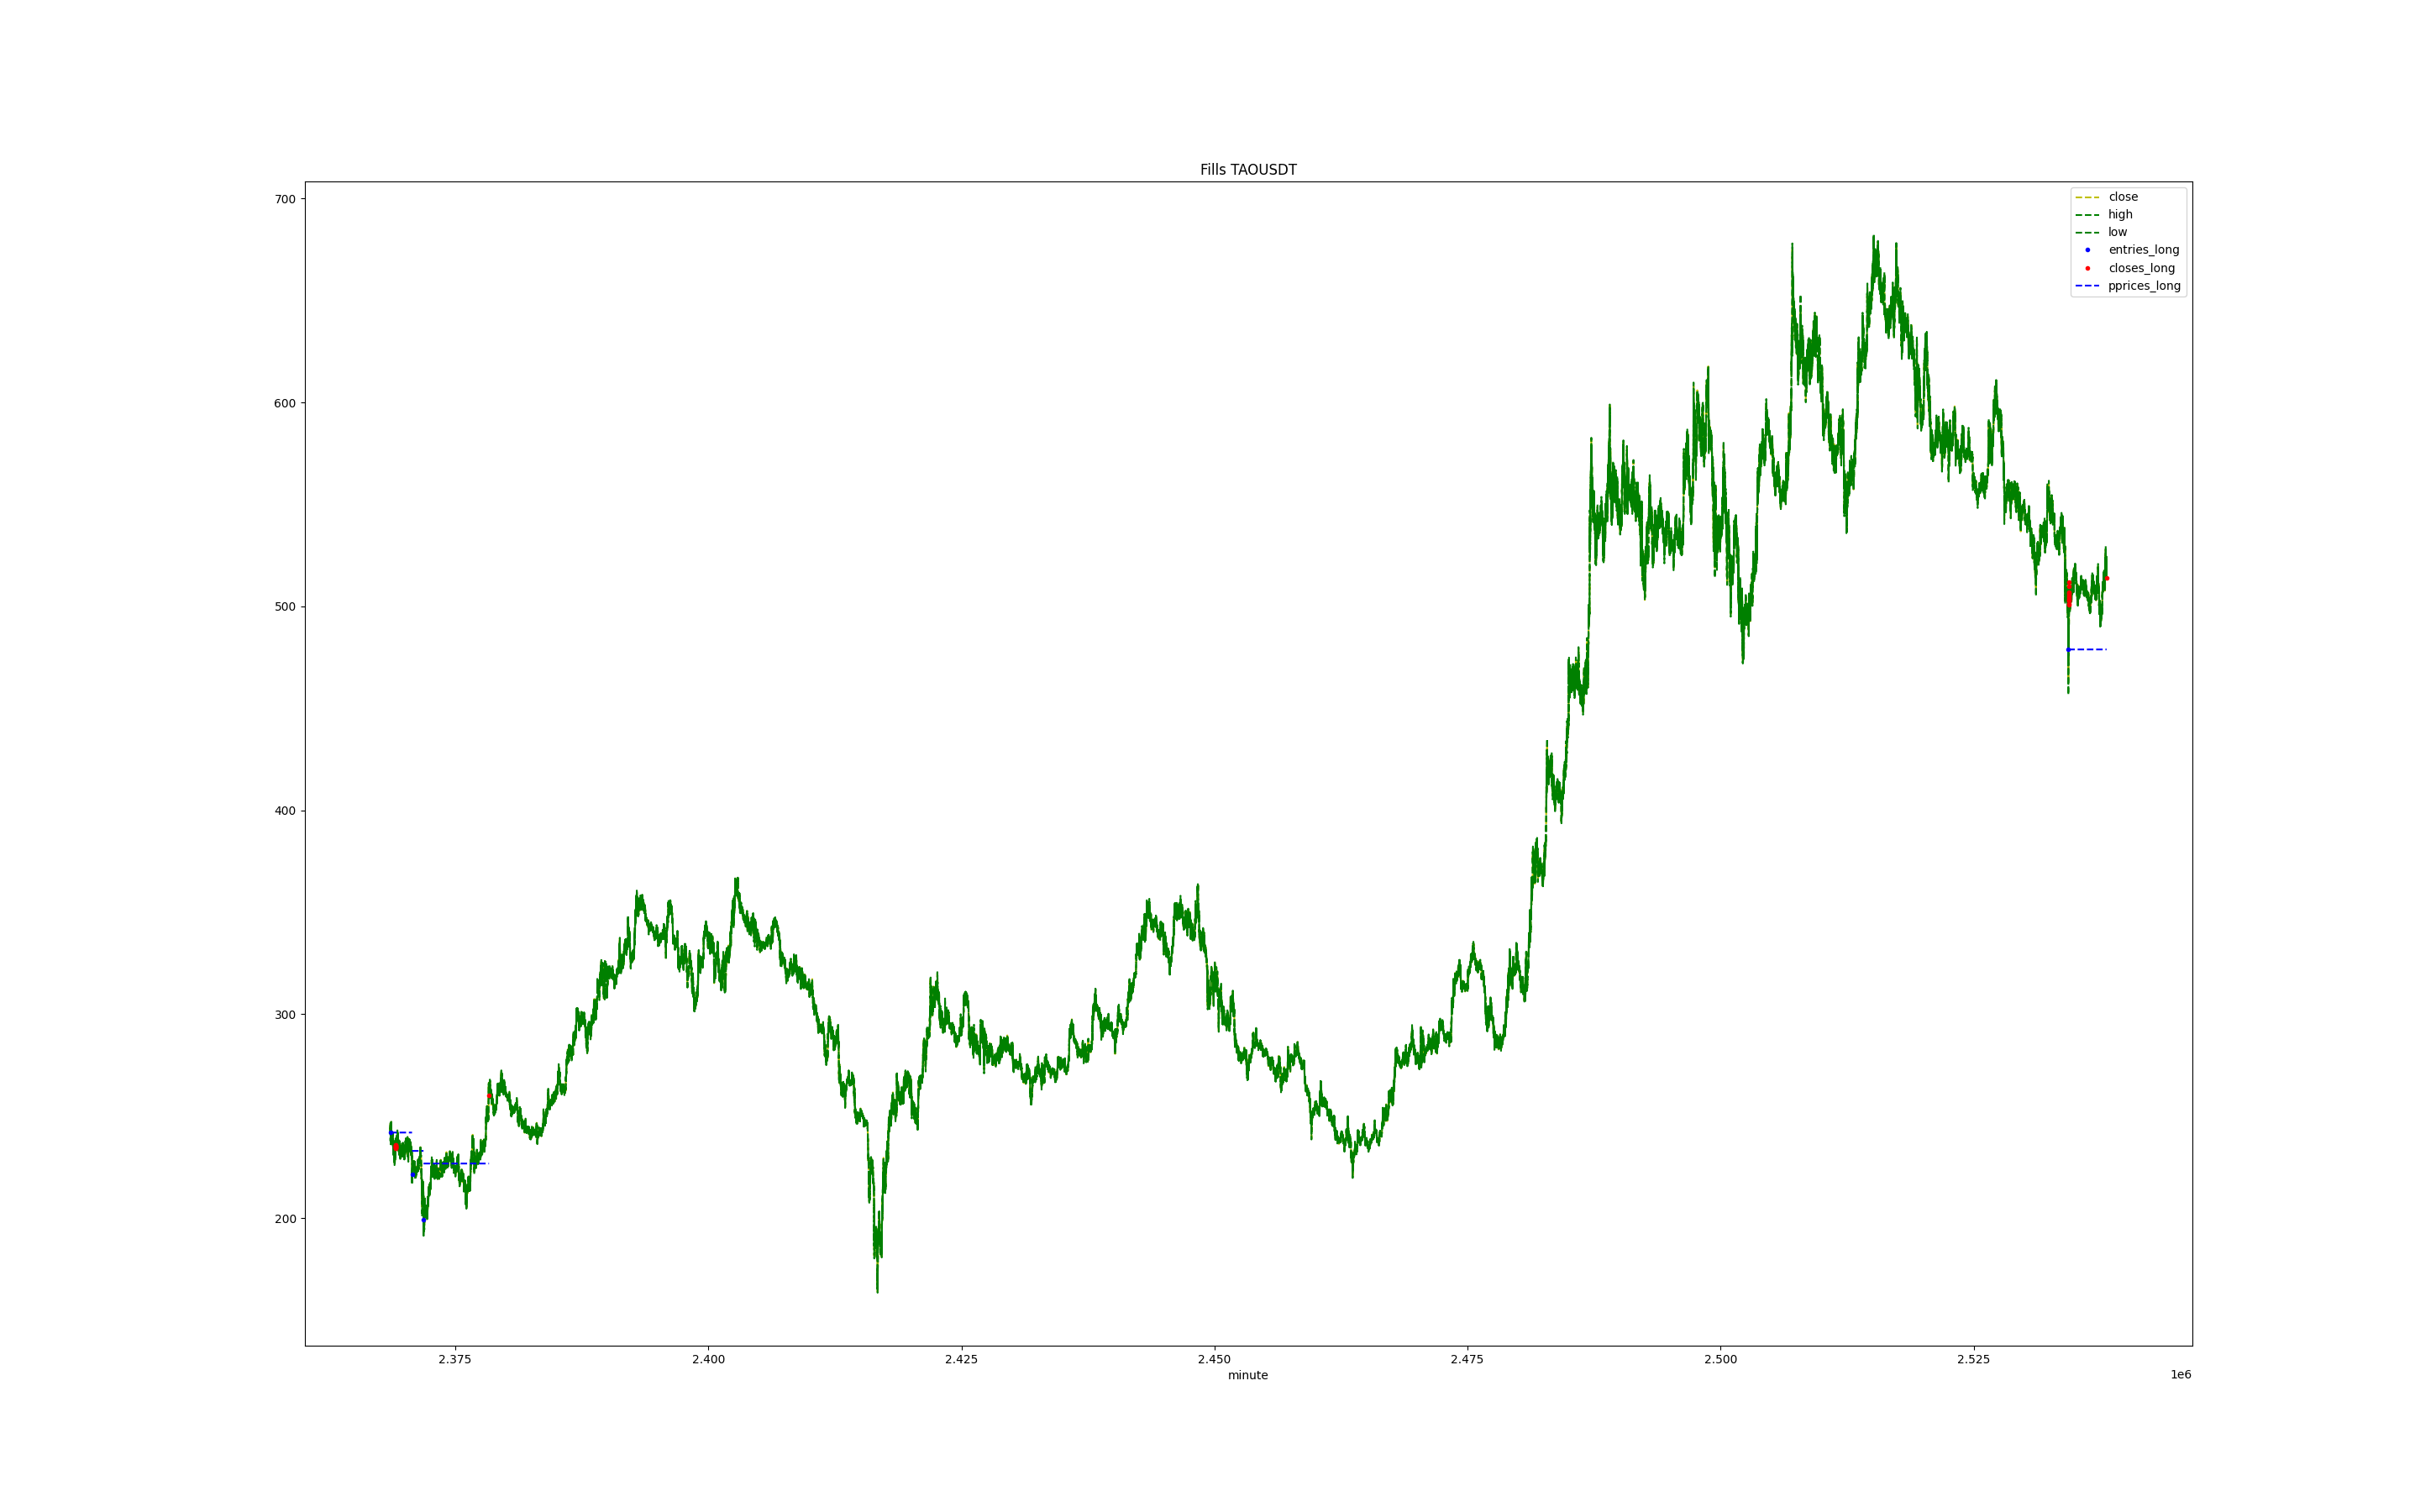 Fills TAOUSDT
700
600
500
400
300
200
close
high
low
entries_long
closes_long
pprices_long
2.375
2.400
2.425
2.450
2.475
2.500
2.525
1e6
minute